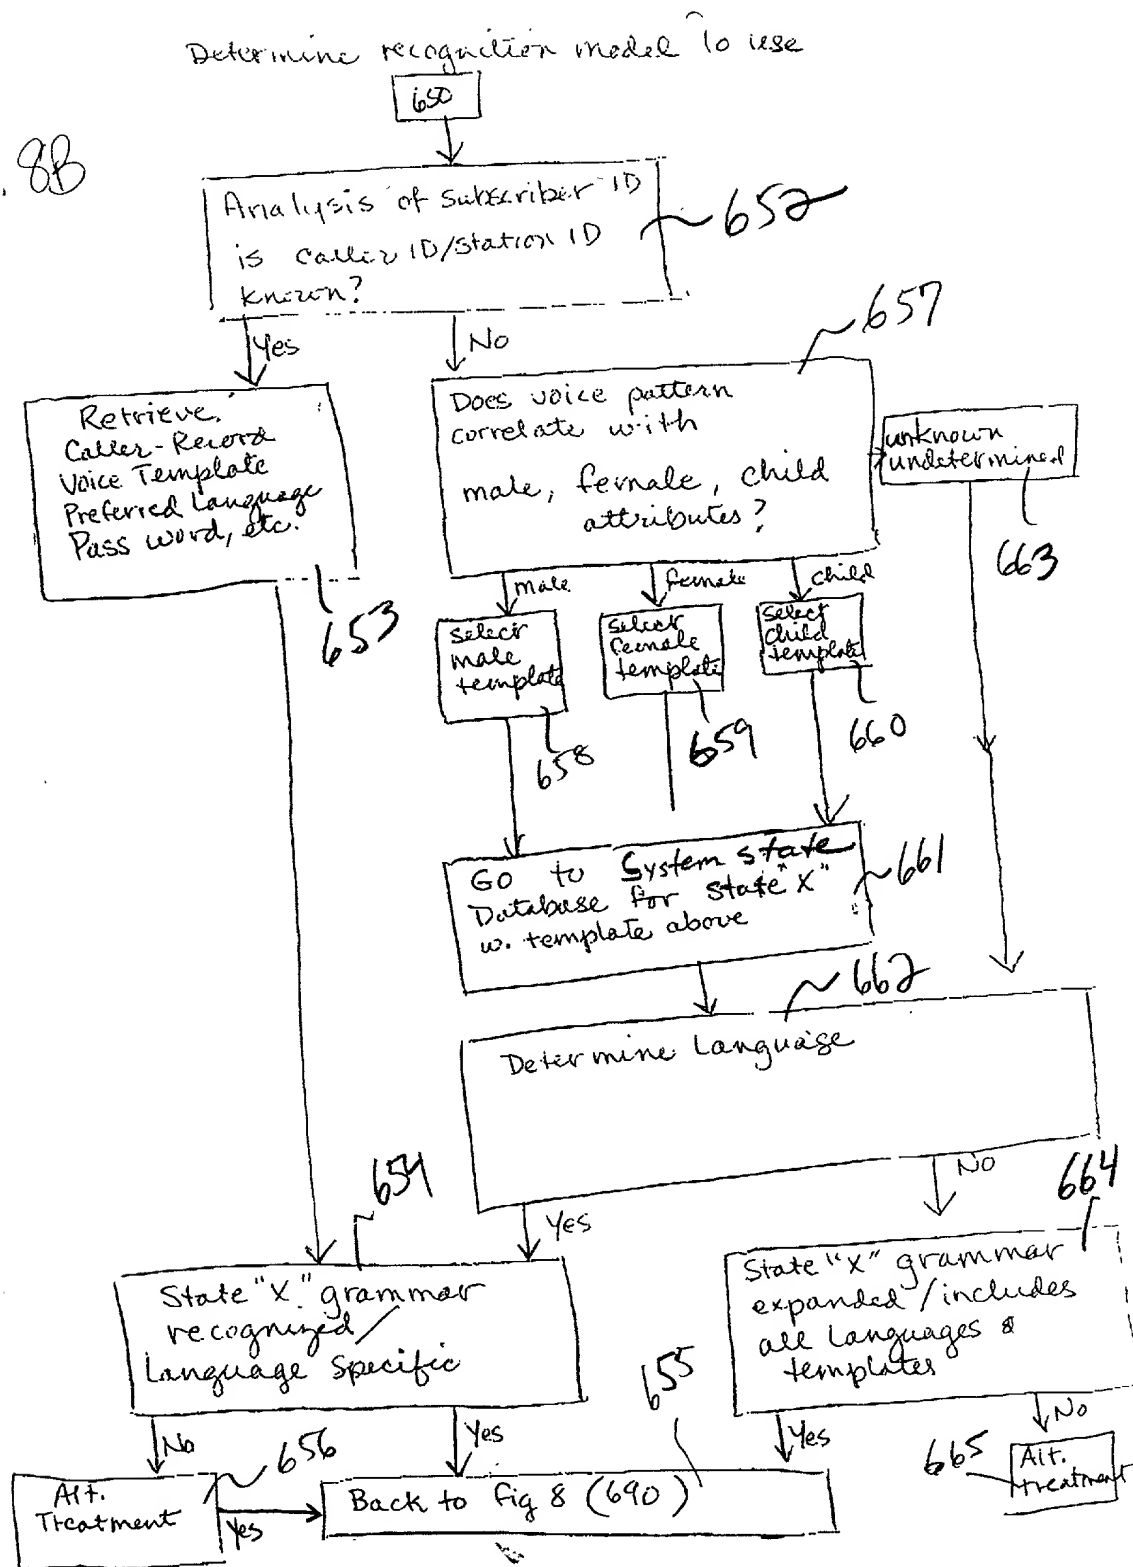 Determine recognition model to use
650
. 8B
Analysis of subscriber ID
is caller ID/station ID
known?
652
Yes
No
657
Retrieve.
Caller-Record
Voice Template
Preferred Language
Pass word, etc.
653
Does voice pattern
correlate with
male, female, child
attributes?
unknown
undetermined
663
male
female
child
select
male
template
658
select
female
template
659
select
child
template
660
GO to System state
Database for state "X"
w. template above
661
662
Determine Language
Yes
No
654
State "X" grammar
recognized/
Language Specific
664
State "X" grammar
expanded/includes
all languages &
templates
No
Yes
655
Yes
No
656
Alt.
Treatment
Yes
Back to fig 8 (690)
665
Alt.
treatment